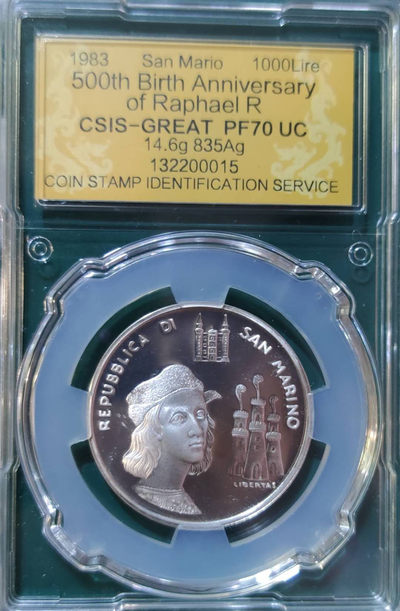 1983 San Mario 1000Lire
500th Birth Anniversary
of Raphael R
CSIS-GREAT PF70 UC
14.6g 835Ag
132200015
COIN STAMP IDENTIFICATION SERVICE
REPUBBLICA DI SAN MARINO
LIBERTAS